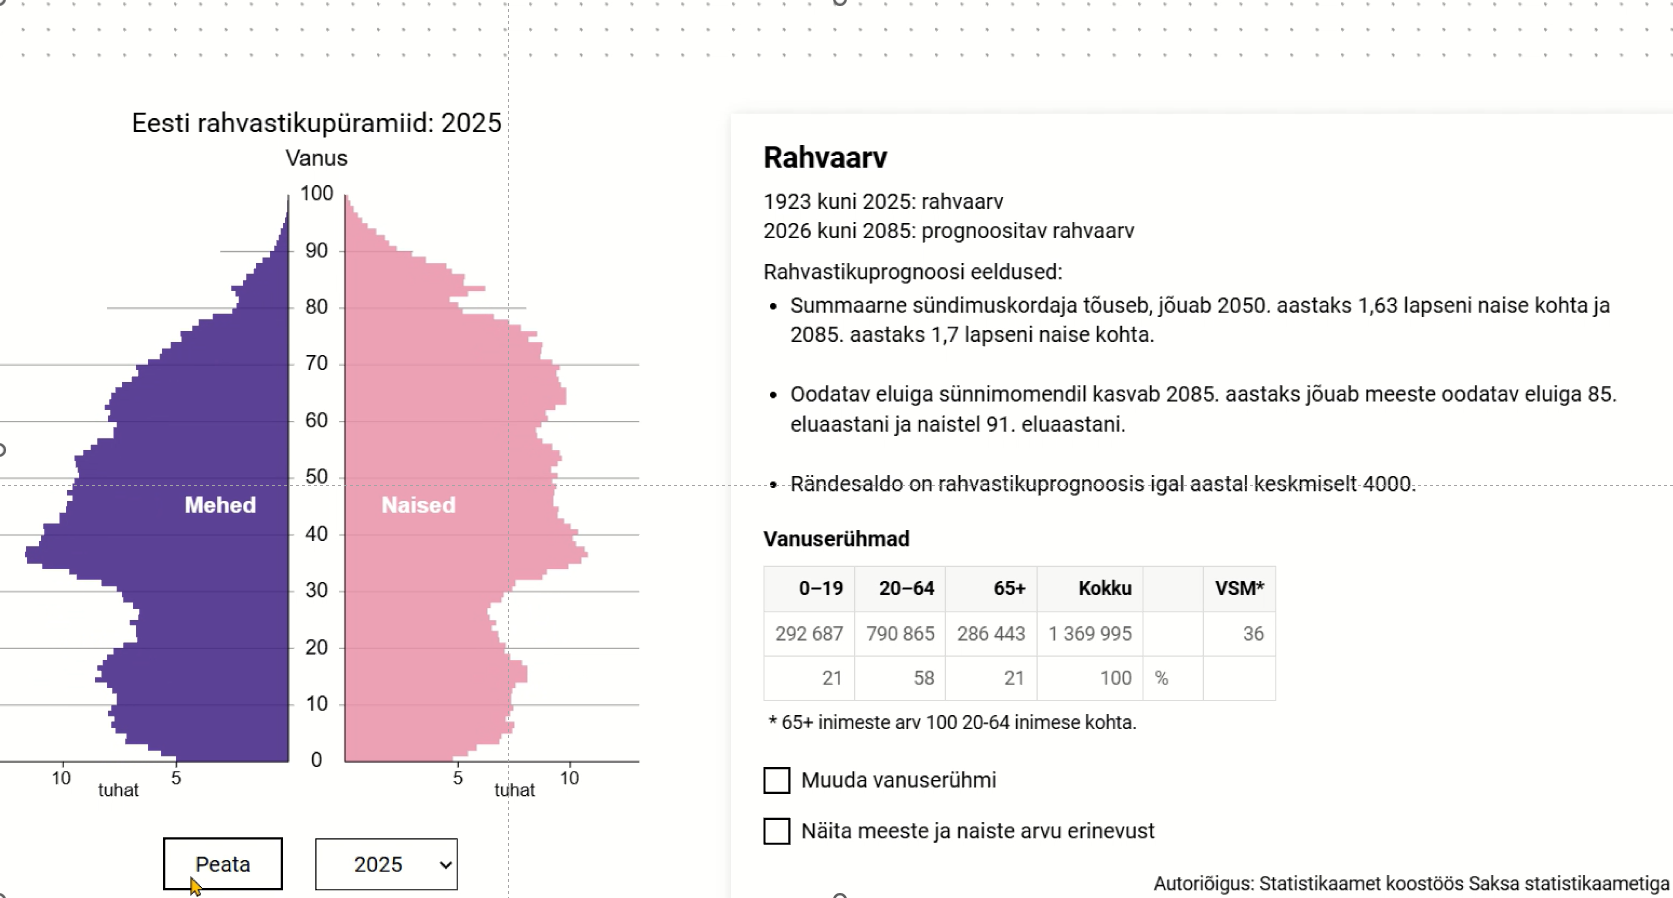 Eesti rahvastikupüramiid: 2025
Vanus
100
90
80
70
60
50
40
30
20
10
0
Mehed
Naised
10
5
5
10
tuhat
tuhat
Peata
2025
Rahvaarv
1923 kuni 2025: rahvaarv
2026 kuni 2085: prognoositav rahvaarv
Rahvastikuprognoosi eeldused:
• Summaarne sündimuskordaja tõuseb, jõuab 2050. aastaks 1,63 lapseni naise kohta ja
2085. aastaks 1,7 lapseni naise kohta.
• Oodatav eluiga sünnimomendil kasvab 2085. aastaks jõuab meeste oodatav eluiga 85.
eluaastani ja naistel 91. eluaastani.
• Rändesaldo on rahvastikuprognoosis igal aastal keskmiselt 4000.
Vanuserühmad
0–19 20–64 65+ Kokku VSM*
292 687 790 865 286 443 1 369 995 36
21 58 21 100 %
* 65+ inimeste arv 100 20-64 inimese kohta.
Muuda vanuserühmi
Näita meeste ja naiste arvu erinevust
Autoriõigus: Statistikaamet koostöös Saksa statistikaametiga